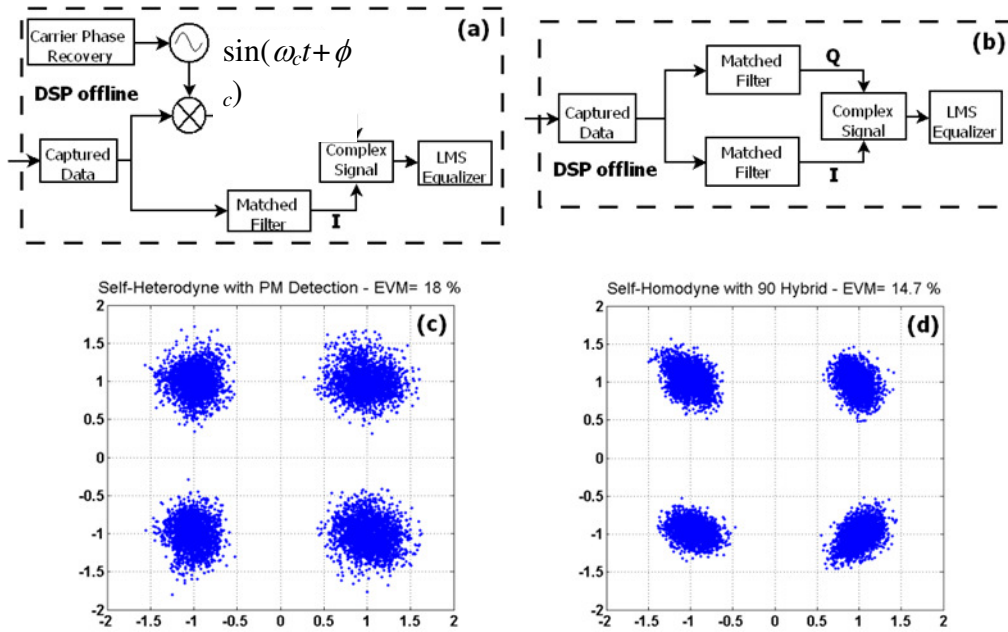 (a)
Carrier Phase
Recovery
sin(ω_c t+ϕ
c)
DSP offline
Captured
Data
Complex
Signal
LMS
Equalizer
Matched
Filter
I
(b)
Matched
Filter
Q
Captured
Data
Complex
Signal
LMS
Equalizer
DSP offline
Matched
Filter
I
Self-Heterodyne with PM Detection - EVM= 18 %
(c)
2
1.5
1
0.5
0
-0.5
-1
-1.5
-2
-2 -1.5 -1 -0.5 0 0.5 1 1.5 2
Self-Homodyne with 90 Hybrid - EVM= 14.7 %
(d)
2
1.5
1
0.5
0
-0.5
-1
-1.5
-2
-2 -1.5 -1 -0.5 0 0.5 1 1.5 2